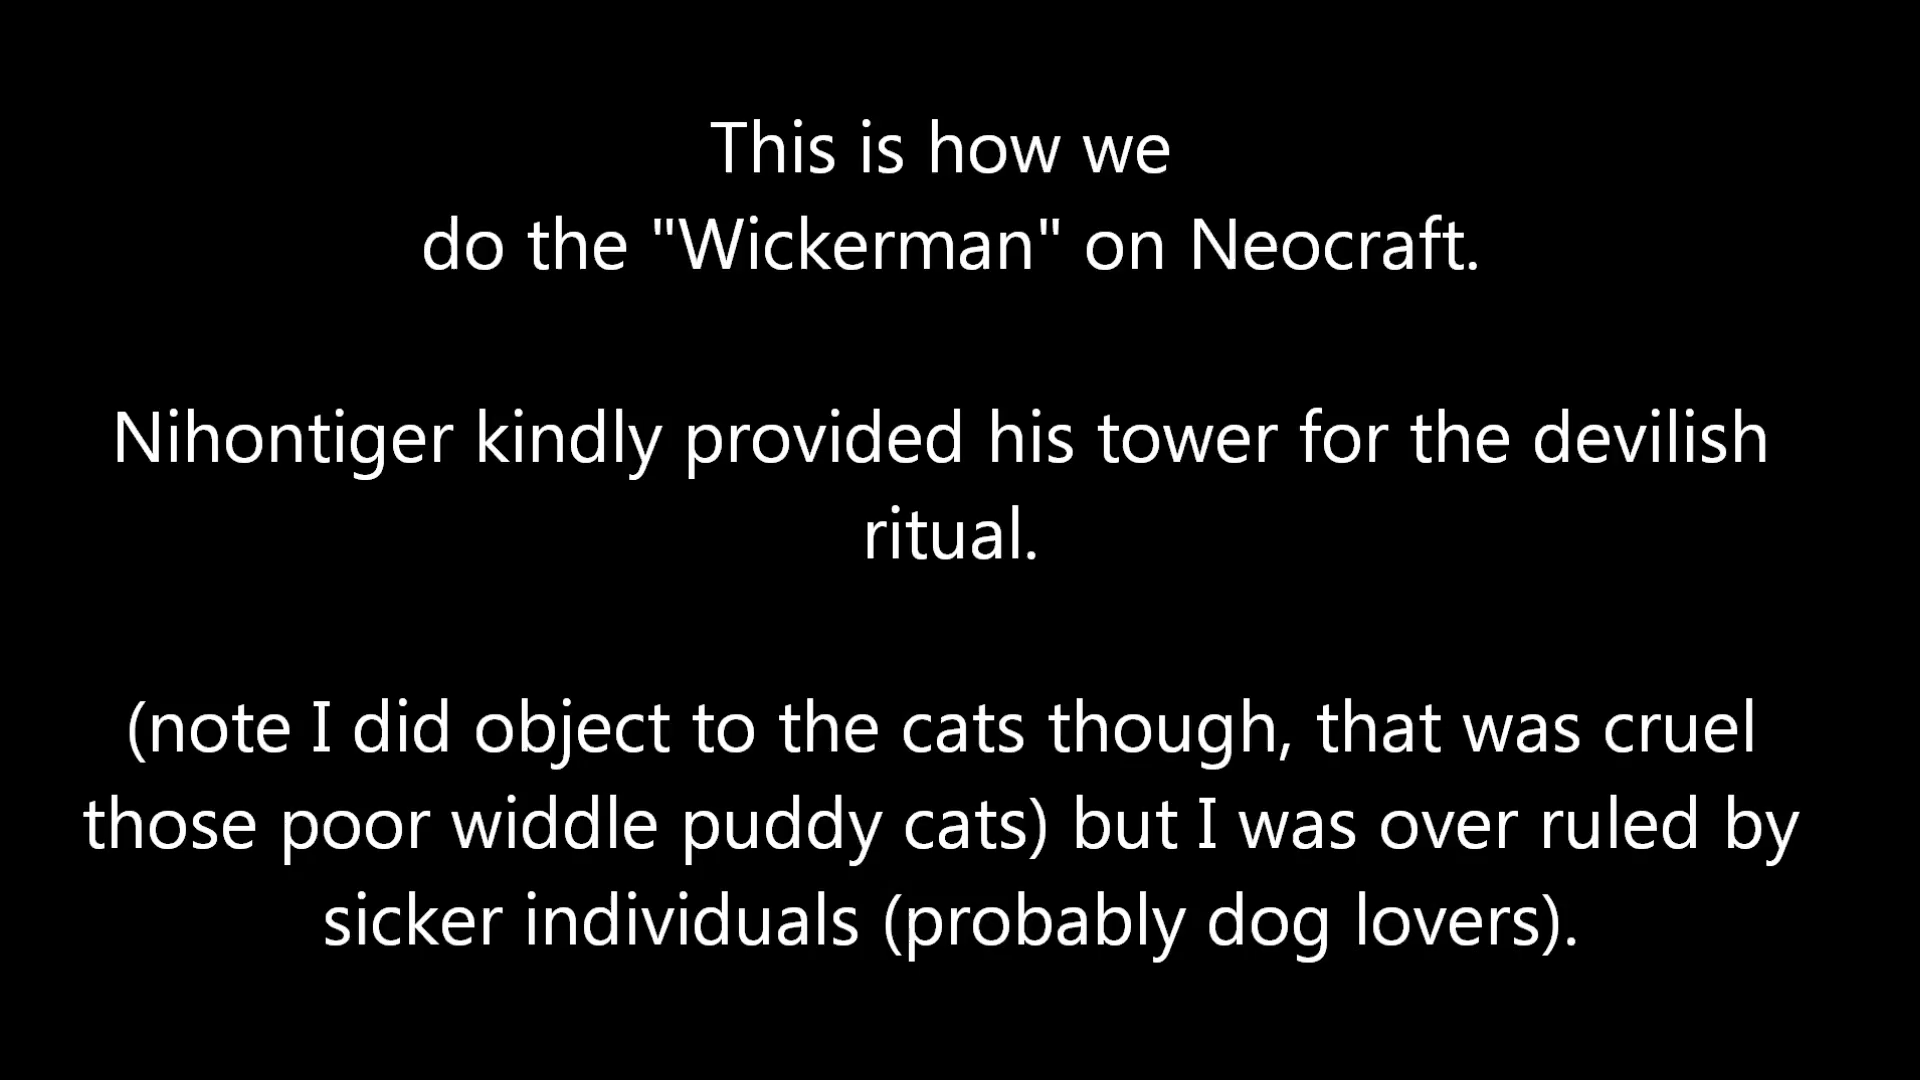 This is how we
do the "Wickerman" on Neocraft.
Nihontiger kindly provided his tower for the devilish
ritual.
(note I did object to the cats though, that was cruel
those poor widdle puddy cats) but I was over ruled by
sicker individuals (probably dog lovers).